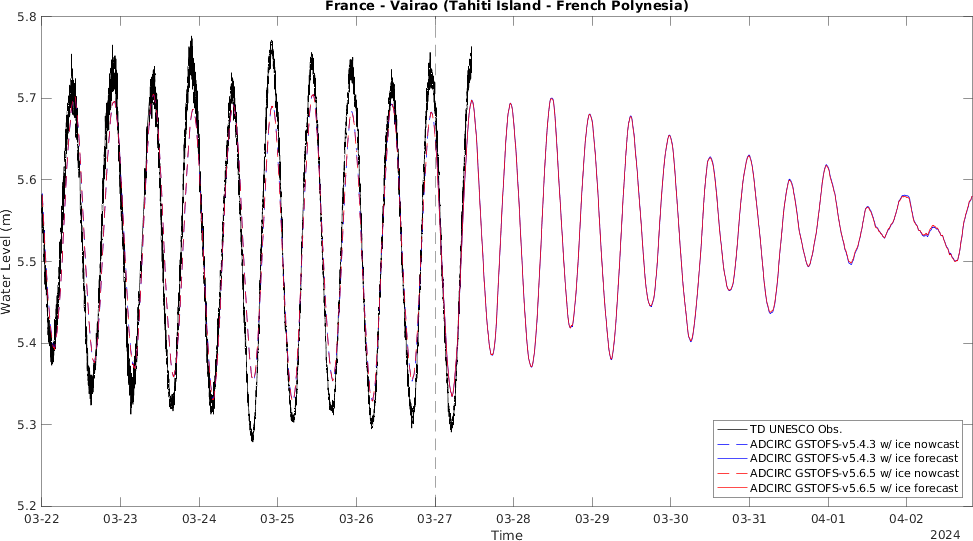 France - Vairao (Tahiti Island - French Polynesia)
5.8
5.7
5.6
5.5
5.4
5.3
5.2
Water Level (m)
TD UNESCO Obs.
ADCIRC GSTOFS-v5.4.3 w/ ice nowcast
ADCIRC GSTOFS-v5.4.3 w/ ice forecast
ADCIRC GSTOFS-v5.6.5 w/ ice nowcast
ADCIRC GSTOFS-v5.6.5 w/ ice forecast
03-22 03-23 03-24 03-25 03-26 03-27 03-28 03-29 03-30 03-31 04-01 04-02
Time
2024